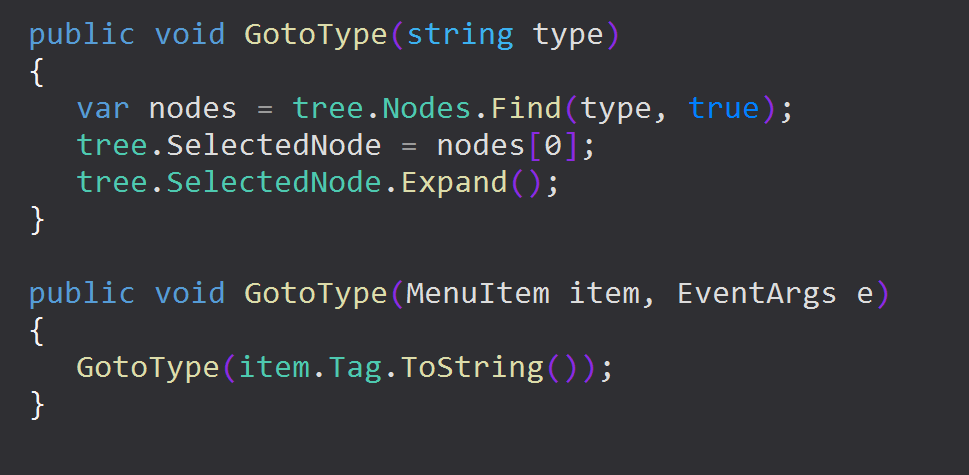 public void GotoType(string type)
{
   var nodes = tree.Nodes.Find(type, true);
   tree.SelectedNode = nodes[0];
   tree.SelectedNode.Expand();
}

public void GotoType(MenuItem item, EventArgs e)
{
   GotoType(item.Tag.ToString());
}